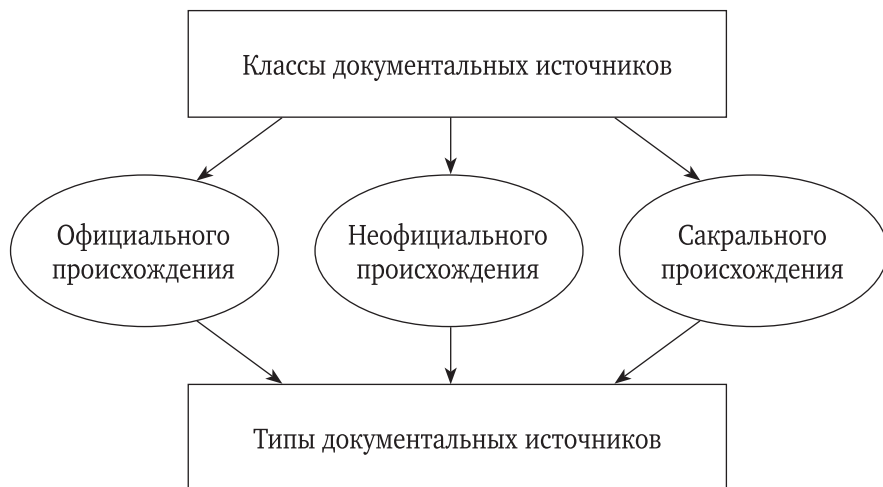 Классы документальных источников
Официального
происхождения
Неофициального
происхождения
Сакрального
происхождения
Типы документальных источников